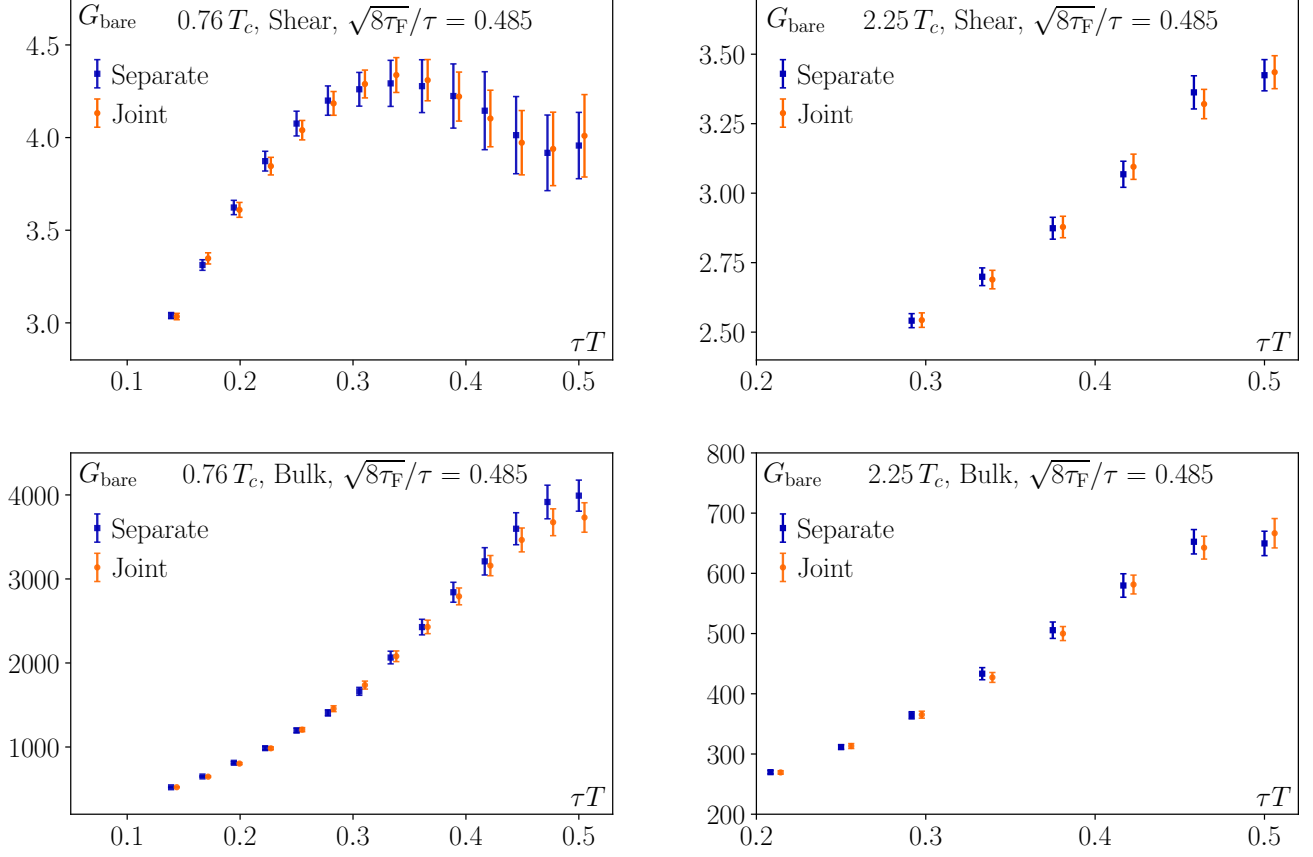 G_bare 0.76 T_c, Shear, √8τ_F/τ = 0.485
4.5
Separate
Joint
4.0
3.5
3.0
τT
0.1 0.2 0.3 0.4 0.5
G_bare 2.25 T_c, Shear, √8τ_F/τ = 0.485
3.50
Separate
Joint
3.25
3.00
2.75
2.50
τT
0.2 0.3 0.4 0.5
G_bare 0.76 T_c, Bulk, √8τ_F/τ = 0.485
4000
Separate
Joint
3000
2000
1000
τT
0.1 0.2 0.3 0.4 0.5
800
G_bare 2.25 T_c, Bulk, √8τ_F/τ = 0.485
700
Separate
Joint
600
500
400
300
200
τT
0.2 0.3 0.4 0.5